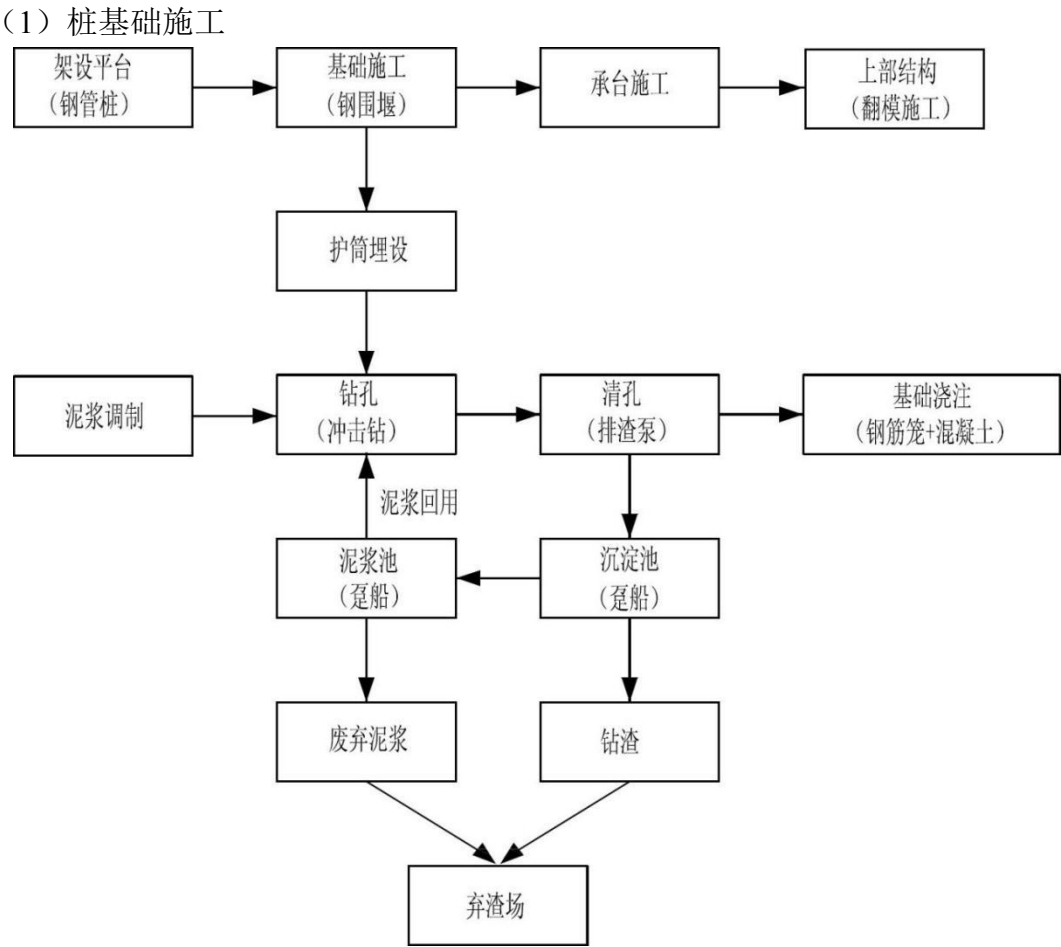 （1）桩基础施工
架设平台
（钢管桩）
基础施工
（钢围堰）
承台施工
上部结构
（翻模施工）
护筒埋设
泥浆调制
钻孔
（冲击钻）
清孔
（排渣泵）
基础浇注
（钢筋笼+混凝土）
泥浆回用
泥浆池
（趸船）
沉淀池
（趸船）
废弃泥浆
钻渣
弃渣场